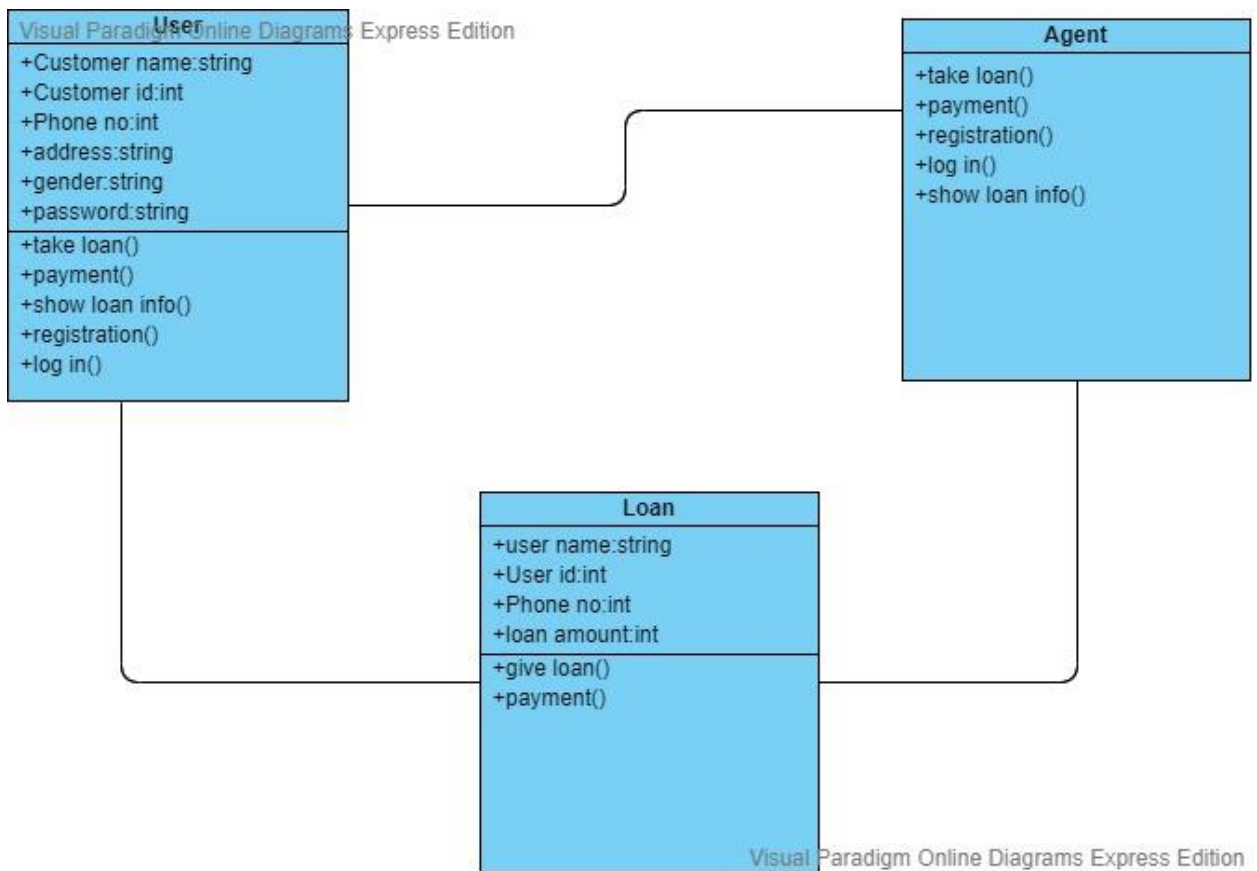 Visual Paradigm Online Diagrams Express Edition
User
+Customer name:string
+Customer id:int
+Phone no:int
+address:string
+gender:string
+password:string
+take loan()
+payment()
+show loan info()
+registration()
+log in()
Agent
+take loan()
+payment()
+registration()
+log in()
+show loan info()
Loan
+user name:string
+User id:int
+Phone no:int
+loan amount:int
+give loan()
+payment()
Visual Paradigm Online Diagrams Express Edition